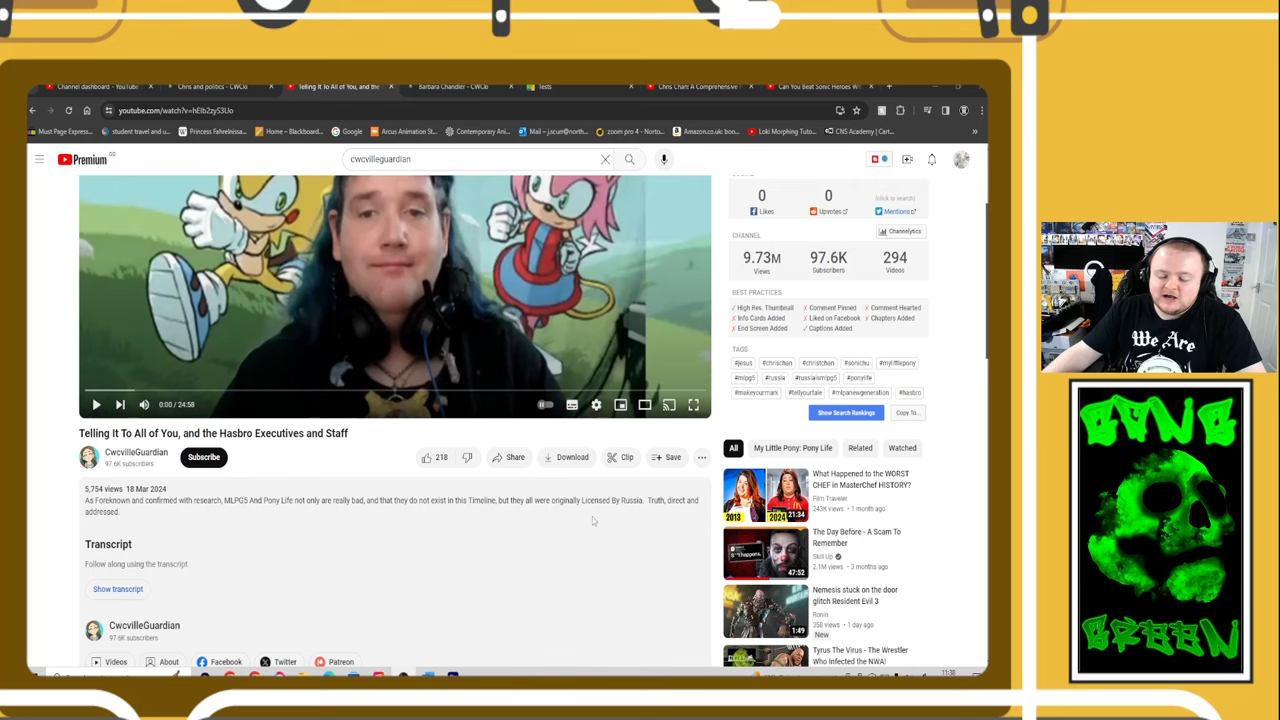 Channel dashboard - YouTube
Chris and politics - CWCki
Telling It To All of You, and the
Barbara Chandler - CWCki
Tests
Chris Chan: A Comprehensive
Can You Beat Sonic Heroes W
youtube.com/watch?v=hEIb2zyS3Uo
Must Page Express...
student travel and u...
Princess Fahrelnissa...
Home – Blackboard...
Google
Arcus Animation St...
Contemporary Ani...
Mail – j.acurr@north...
zoom pro 4 - Norto...
Amazon.co.uk: boo...
Loki Morphing Tuto...
CNS Academy | Cart...
Premium
cwcvilleguardian
0
Likes
0
Upvotes
(click to search)
Mentions
CHANNEL
Channelytics
9.73M
Views
97.6K
Subscribers
294
Videos
BEST PRACTICES
✓ High Res. Thumbnail
✗ Comment Pinned
✗ Comment Hearted
✗ Info Cards Added
✗ Liked on Facebook
✗ Chapters Added
✗ End Screen Added
✓ Captions Added
TAGS
#jesus #chrischan #christchan #sonichu #mylittlepony
#mlpg5 #russia #russiaismlpg5 #ponylife
#makeyourmark #tellyourtale #mlpanewgeneration #hasbro
Show Search Rankings
Copy To...
0:00 / 24:58
Telling It To All of You, and the Hasbro Executives and Staff
CwcvilleGuardian
97.6K subscribers
Subscribe
218
Share
Download
Clip
Save
5,754 views 18 Mar 2024
As Foreknown and confirmed with research, MLPG5 And Pony Life not only are really bad, and that they do not exist in this Timeline, but they all were originally Licensed By Russia. Truth, direct and
addressed.
Transcript
Follow along using the transcript.
Show transcript
CwcvilleGuardian
97.6K subscribers
Videos
About
Facebook
Twitter
Patreon
All
My Little Pony: Pony Life
Related
Watched
2013
2024
21:34
What Happened to the WORST
CHEF in MasterChef HISTORY?
Film Traveler
243K views • 1 month ago
47:52
The Day Before - A Scam To
Remember
Skill Up
2.1M views • 3 months ago
1:49
Nemesis stuck on the door
glitch Resident Evil 3
Ronin
358 views • 1 day ago
New
Tyrus The Virus - The Wrestler
Who Infected the NWA!
11:30
We Are
GANG
GREEN